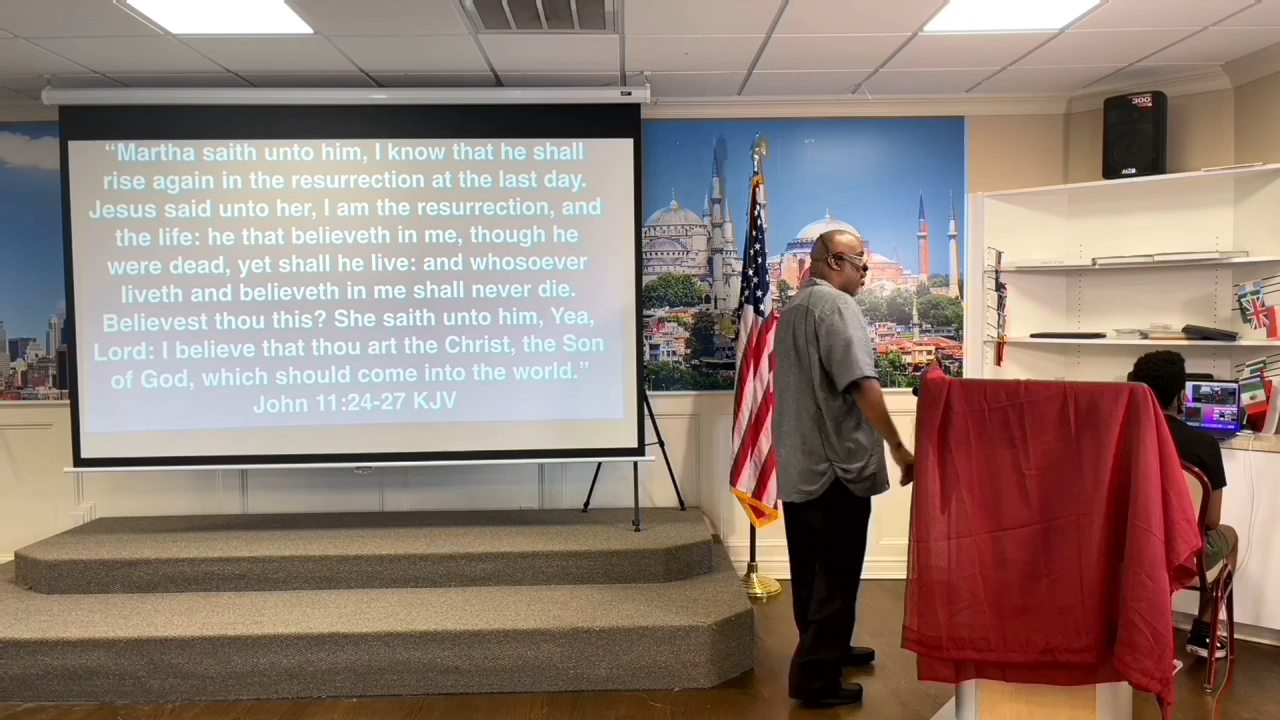 “Martha saith unto him, I know that he shall
rise again in the resurrection at the last day.
Jesus said unto her, I am the resurrection, and
the life: he that believeth in me, though he
were dead, yet shall he live: and whosoever
liveth and believeth in me shall never die.
Believest thou this? She saith unto him, Yea,
Lord: I believe that thou art the Christ, the Son
of God, which should come into the world.”
John 11:24-27 KJV
300
ALTO